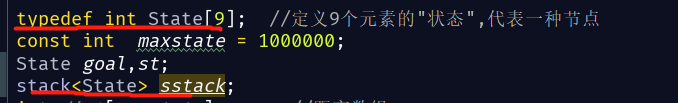 typedef int State[9];  //定义9个元素的"状态",代表一种节点
const int  maxstate = 1000000;
State goal,st;
stack<State> sstack;